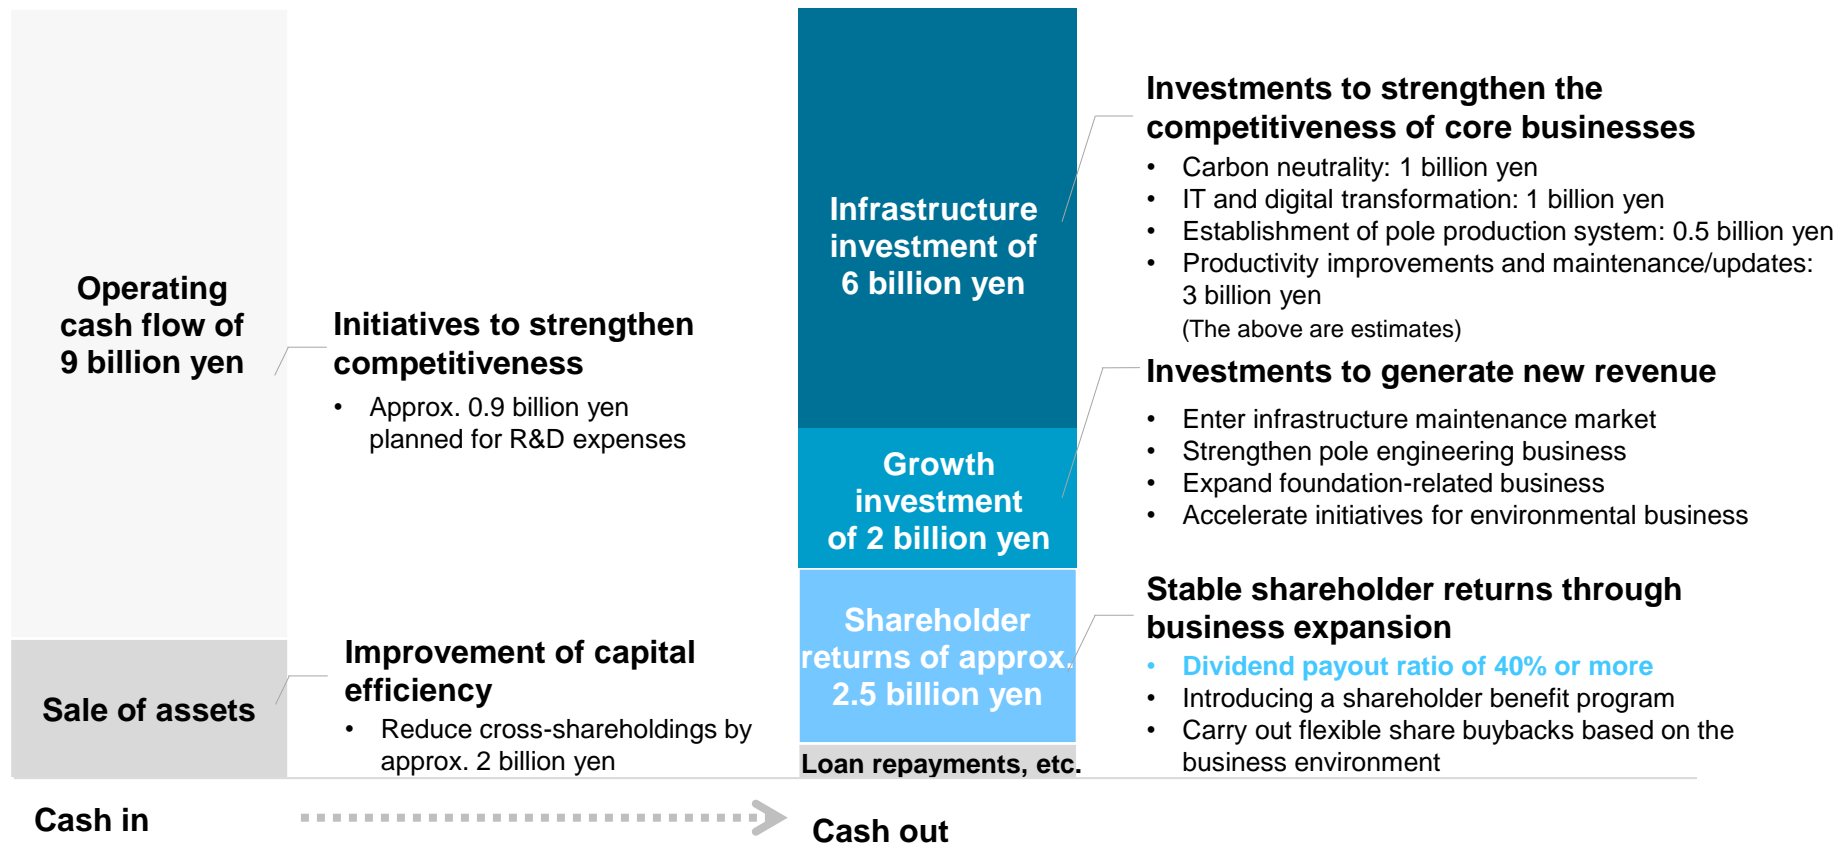 Operating
cash flow of
9 billion yen
Initiatives to strengthen
competitiveness
• Approx. 0.9 billion yen
planned for R&D expenses
Sale of assets
Improvement of capital
efficiency
• Reduce cross-shareholdings by
approx. 2 billion yen
Cash in
Infrastructure
investment of
6 billion yen
Investments to strengthen the
competitiveness of core businesses
• Carbon neutrality: 1 billion yen
• IT and digital transformation: 1 billion yen
• Establishment of pole production system: 0.5 billion yen
• Productivity improvements and maintenance/updates:
3 billion yen
(The above are estimates)
Growth
investment
of 2 billion yen
Investments to generate new revenue
• Enter infrastructure maintenance market
• Strengthen pole engineering business
• Expand foundation-related business
• Accelerate initiatives for environmental business
Shareholder
returns of approx.
2.5 billion yen
Stable shareholder returns through
business expansion
• Dividend payout ratio of 40% or more
• Introducing a shareholder benefit program
• Carry out flexible share buybacks based on the
business environment
Loan repayments, etc.
Cash out